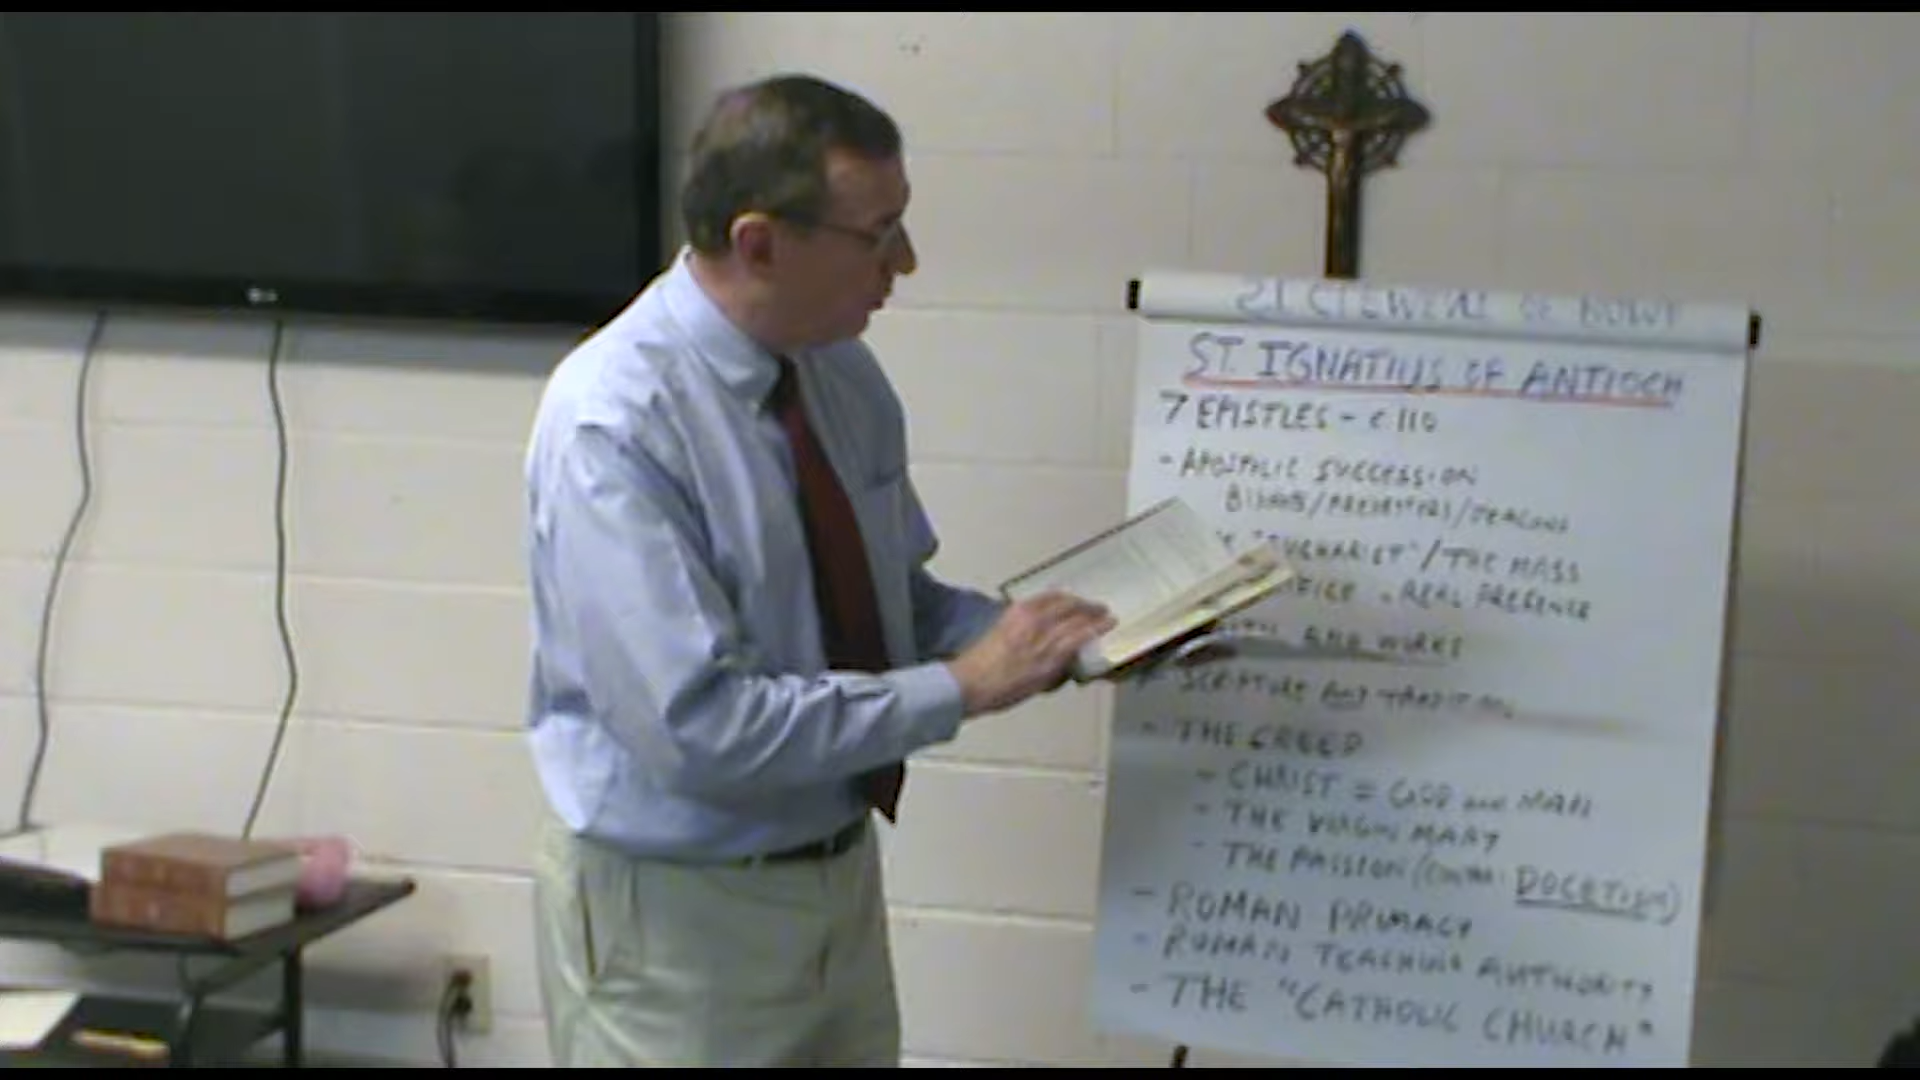 ST. IGNATIUS OF ANTIOCH
7 EPISTLES - c 110
- APOSTOLIC SUCCESSION
BISHOPS/PRESBYTERS/DEACONS
"EUCHARIST"/THE MASS
REAL PRESENCE
AND WORKS
SCRIPTURE AND TRADITION
- THE CREED
- CHRIST = GOD and MAN
- THE VIRGIN MARY
- THE PASSION (CONTRA: DOCETISM)
- ROMAN PRIMACY
- ROMAN TEACHING AUTHORITY
- THE "CATHOLIC CHURCH"